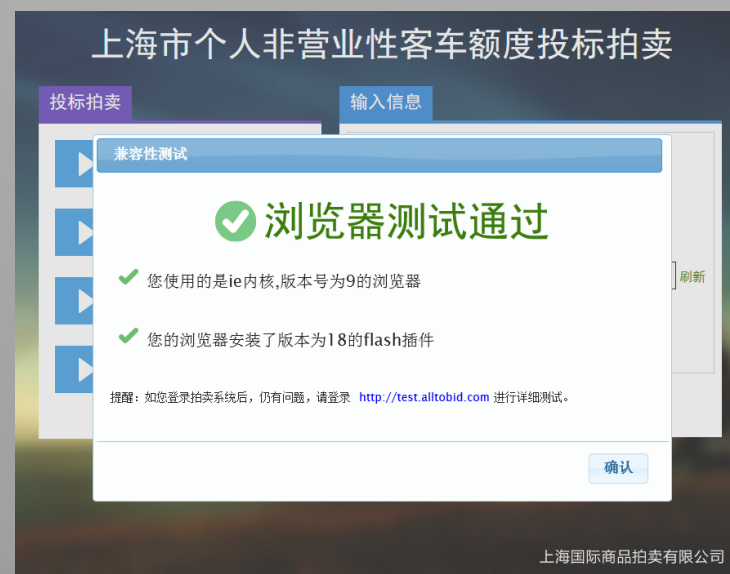 上海市个人非营业性客车额度投标拍卖
投标拍卖
输入信息
兼容性测试
浏览器测试通过
您使用的是ie内核,版本号为9的浏览器
刷新
您的浏览器安装了版本为18的flash插件
提醒：如您登录拍卖系统后，仍有问题，请登录 http://test.alltobid.com 进行详细测试。
确认
上海国际商品拍卖有限公司